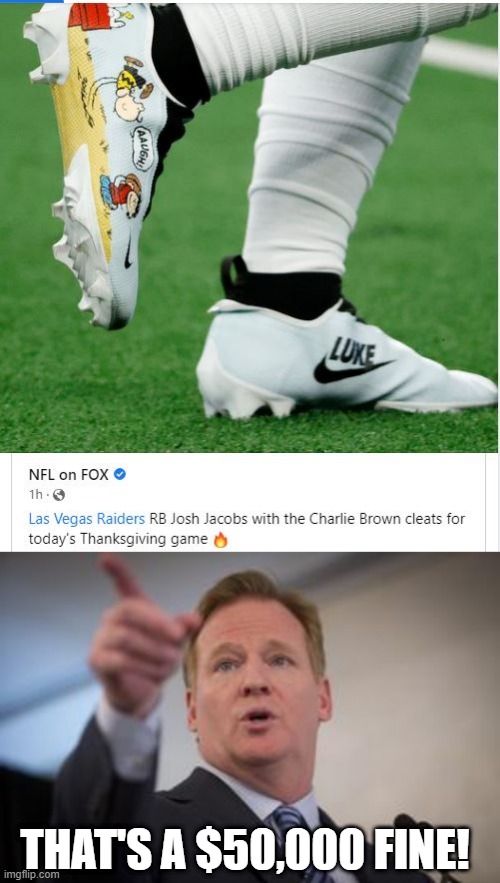 AAUGH!
LUKE
NFL on FOX
1h ·
Las Vegas Raiders RB Josh Jacobs with the Charlie Brown cleats for
today's Thanksgiving game 🔥
THAT'S A $50,000 FINE!
imgflip.com